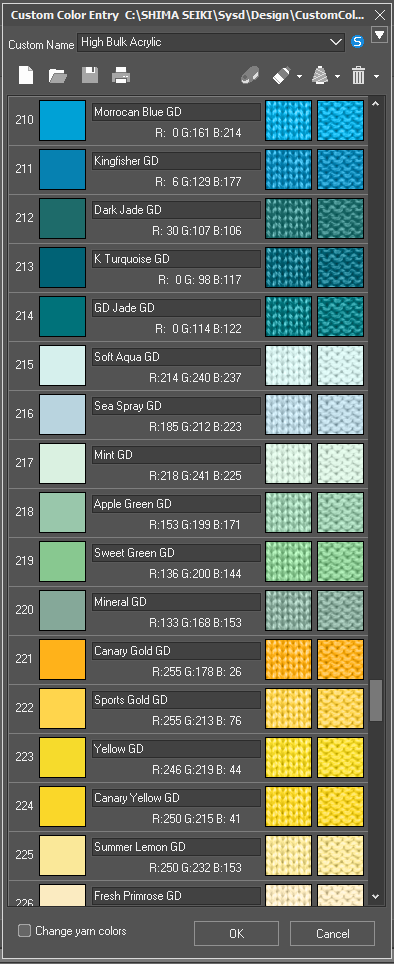 Custom Color Entry C:\SHIMA SEIKI\Sysd\Design\CustomCol...
Custom Name High Bulk Acrylic S
210 Morrocan Blue GD
R: 0 G:161 B:214
211 Kingfisher GD
R: 6 G:129 B:177
212 Dark Jade GD
R: 30 G:107 B:106
213 K Turquoise GD
R: 0 G: 98 B:117
214 GD Jade GD
R: 0 G:114 B:122
215 Soft Aqua GD
R:214 G:240 B:237
216 Sea Spray GD
R:185 G:212 B:223
217 Mint GD
R:218 G:241 B:225
218 Apple Green GD
R:153 G:199 B:171
219 Sweet Green GD
R:136 G:200 B:144
220 Mineral GD
R:133 G:168 B:153
221 Canary Gold GD
R:255 G:178 B: 26
222 Sports Gold GD
R:255 G:213 B: 76
223 Yellow GD
R:246 G:219 B: 44
224 Canary Yellow GD
R:250 G:215 B: 41
225 Summer Lemon GD
R:250 G:232 B:153
226 Fresh Primrose GD
Change yarn colors OK Cancel